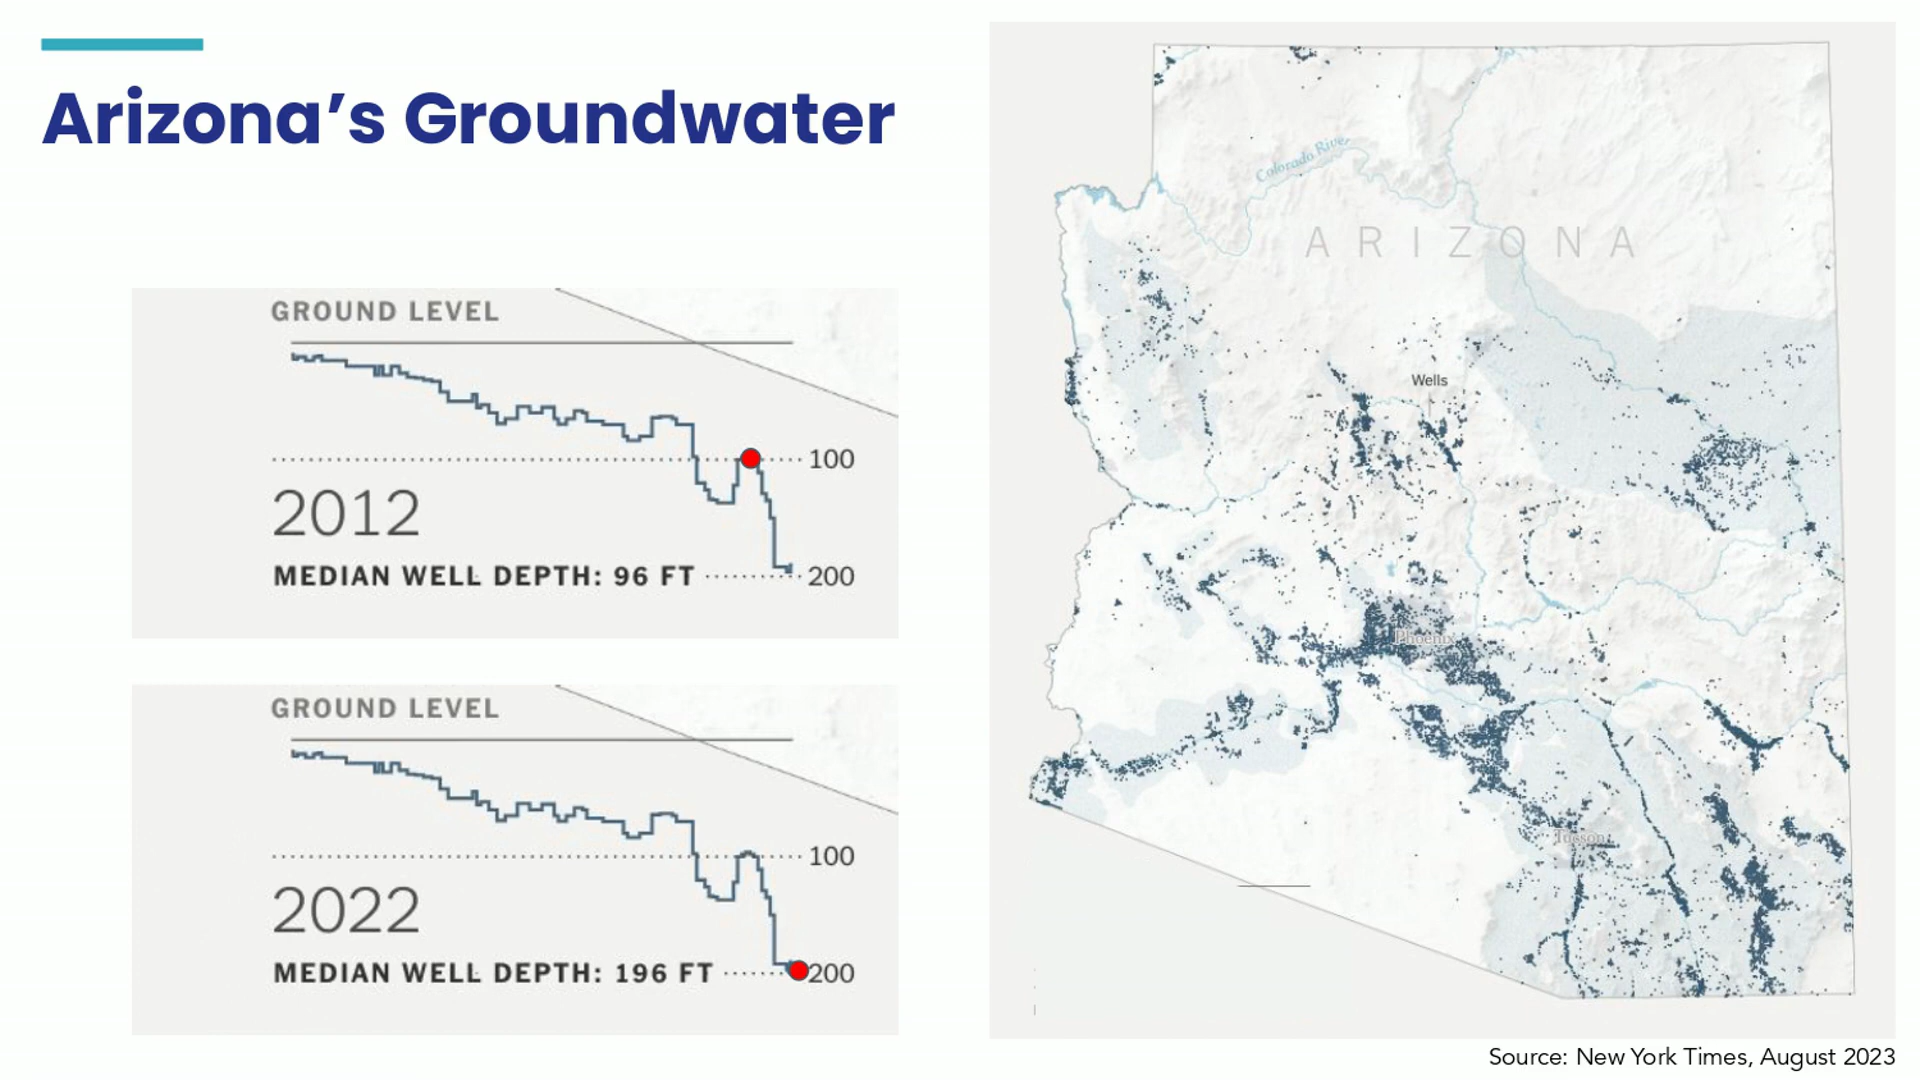 Arizona’s Groundwater
GROUND LEVEL
100
2012
MEDIAN WELL DEPTH: 96 FT
200
GROUND LEVEL
100
2022
MEDIAN WELL DEPTH: 196 FT
200
Colorado River
ARIZONA
Wells
Phoenix
Tucson
Source: New York Times, August 2023